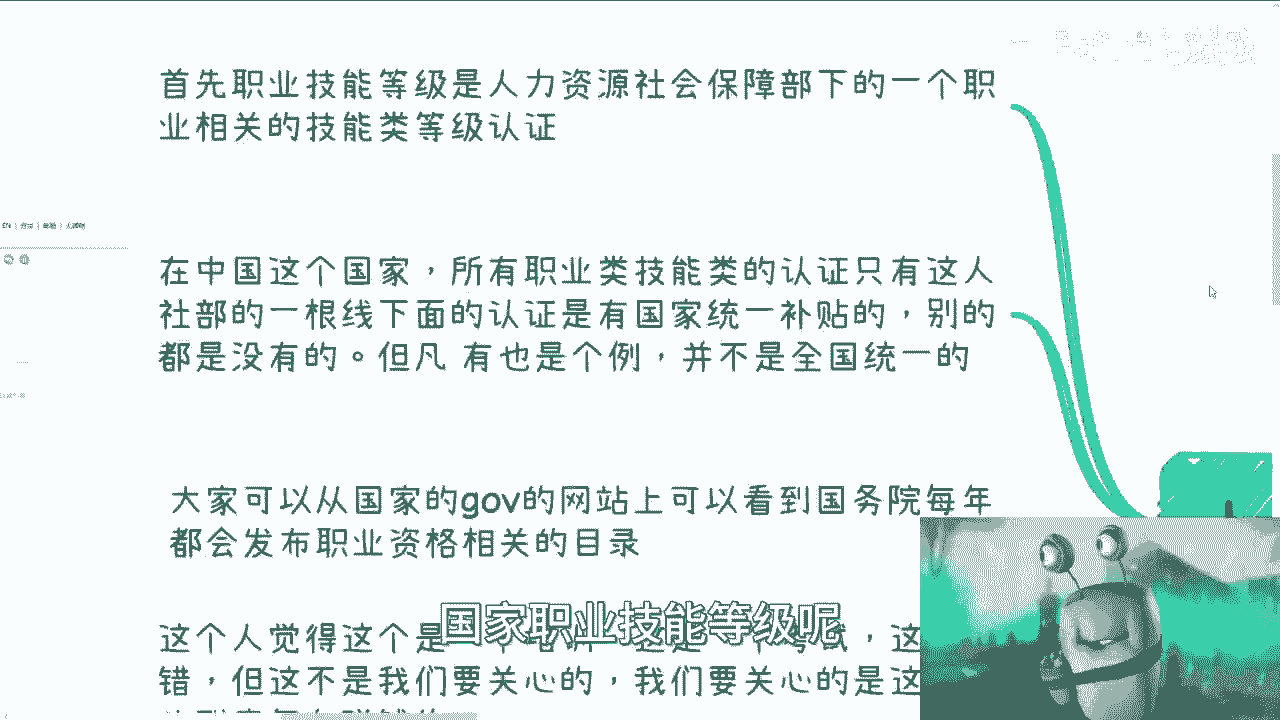 首先职业技能等级是人力资源社会保障部下的一个职
业相关的技能类等级认证
在中国这个国家，所有职业类技能类的认证只有这人
社部的一根线下面的认证是有国家统一补贴的，别的
都是没有的。但凡 有也是个例，并不是全国统一的
大家可以从国家的gov的网站上可以看到国务院每年
都会发布职业资格相关的目录
这个人觉得这个是
，这
国家职业技能等级呢
错，但这不是我们要关心的，我们要关心的是这